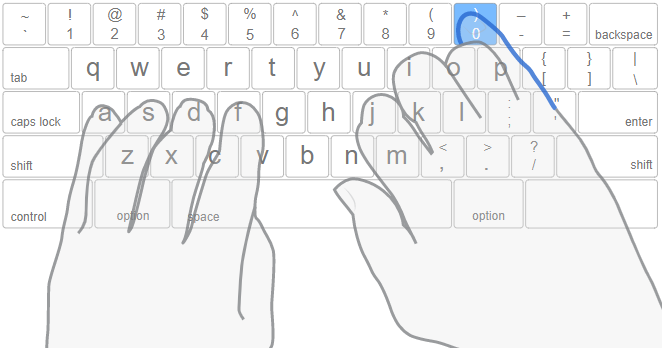 ~ ! @ # $ % ^ & * ( ) – +
` 1 2 3 4 5 6 7 8 9 0 - = backspace
tab q w e r t y u i o p { [ } ] | \
caps lock a s d f g h j k l : ; " ' enter
shift z x c v b n m < , > . ? / shift
control option space option